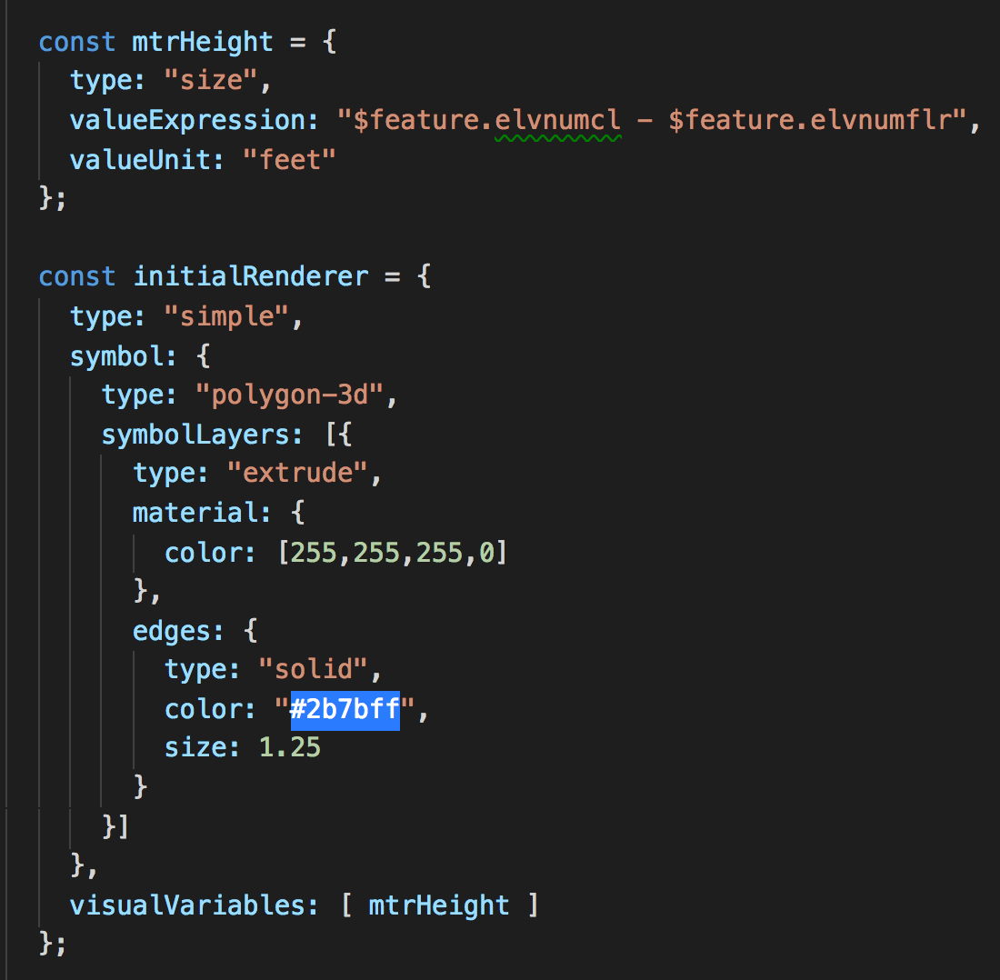 const mtrHeight = {
  type: "size",
  valueExpression: "$feature.elvnumcl - $feature.elvnumflr",
  valueUnit: "feet"
};

const initialRenderer = {
  type: "simple",
  symbol: {
    type: "polygon-3d",
    symbolLayers: [{
      type: "extrude",
      material: {
        color: [255,255,255,0]
      },
      edges: {
        type: "solid",
        color: "#2b7bff",
        size: 1.25
      }
    }]
  },
  visualVariables: [ mtrHeight ]
};